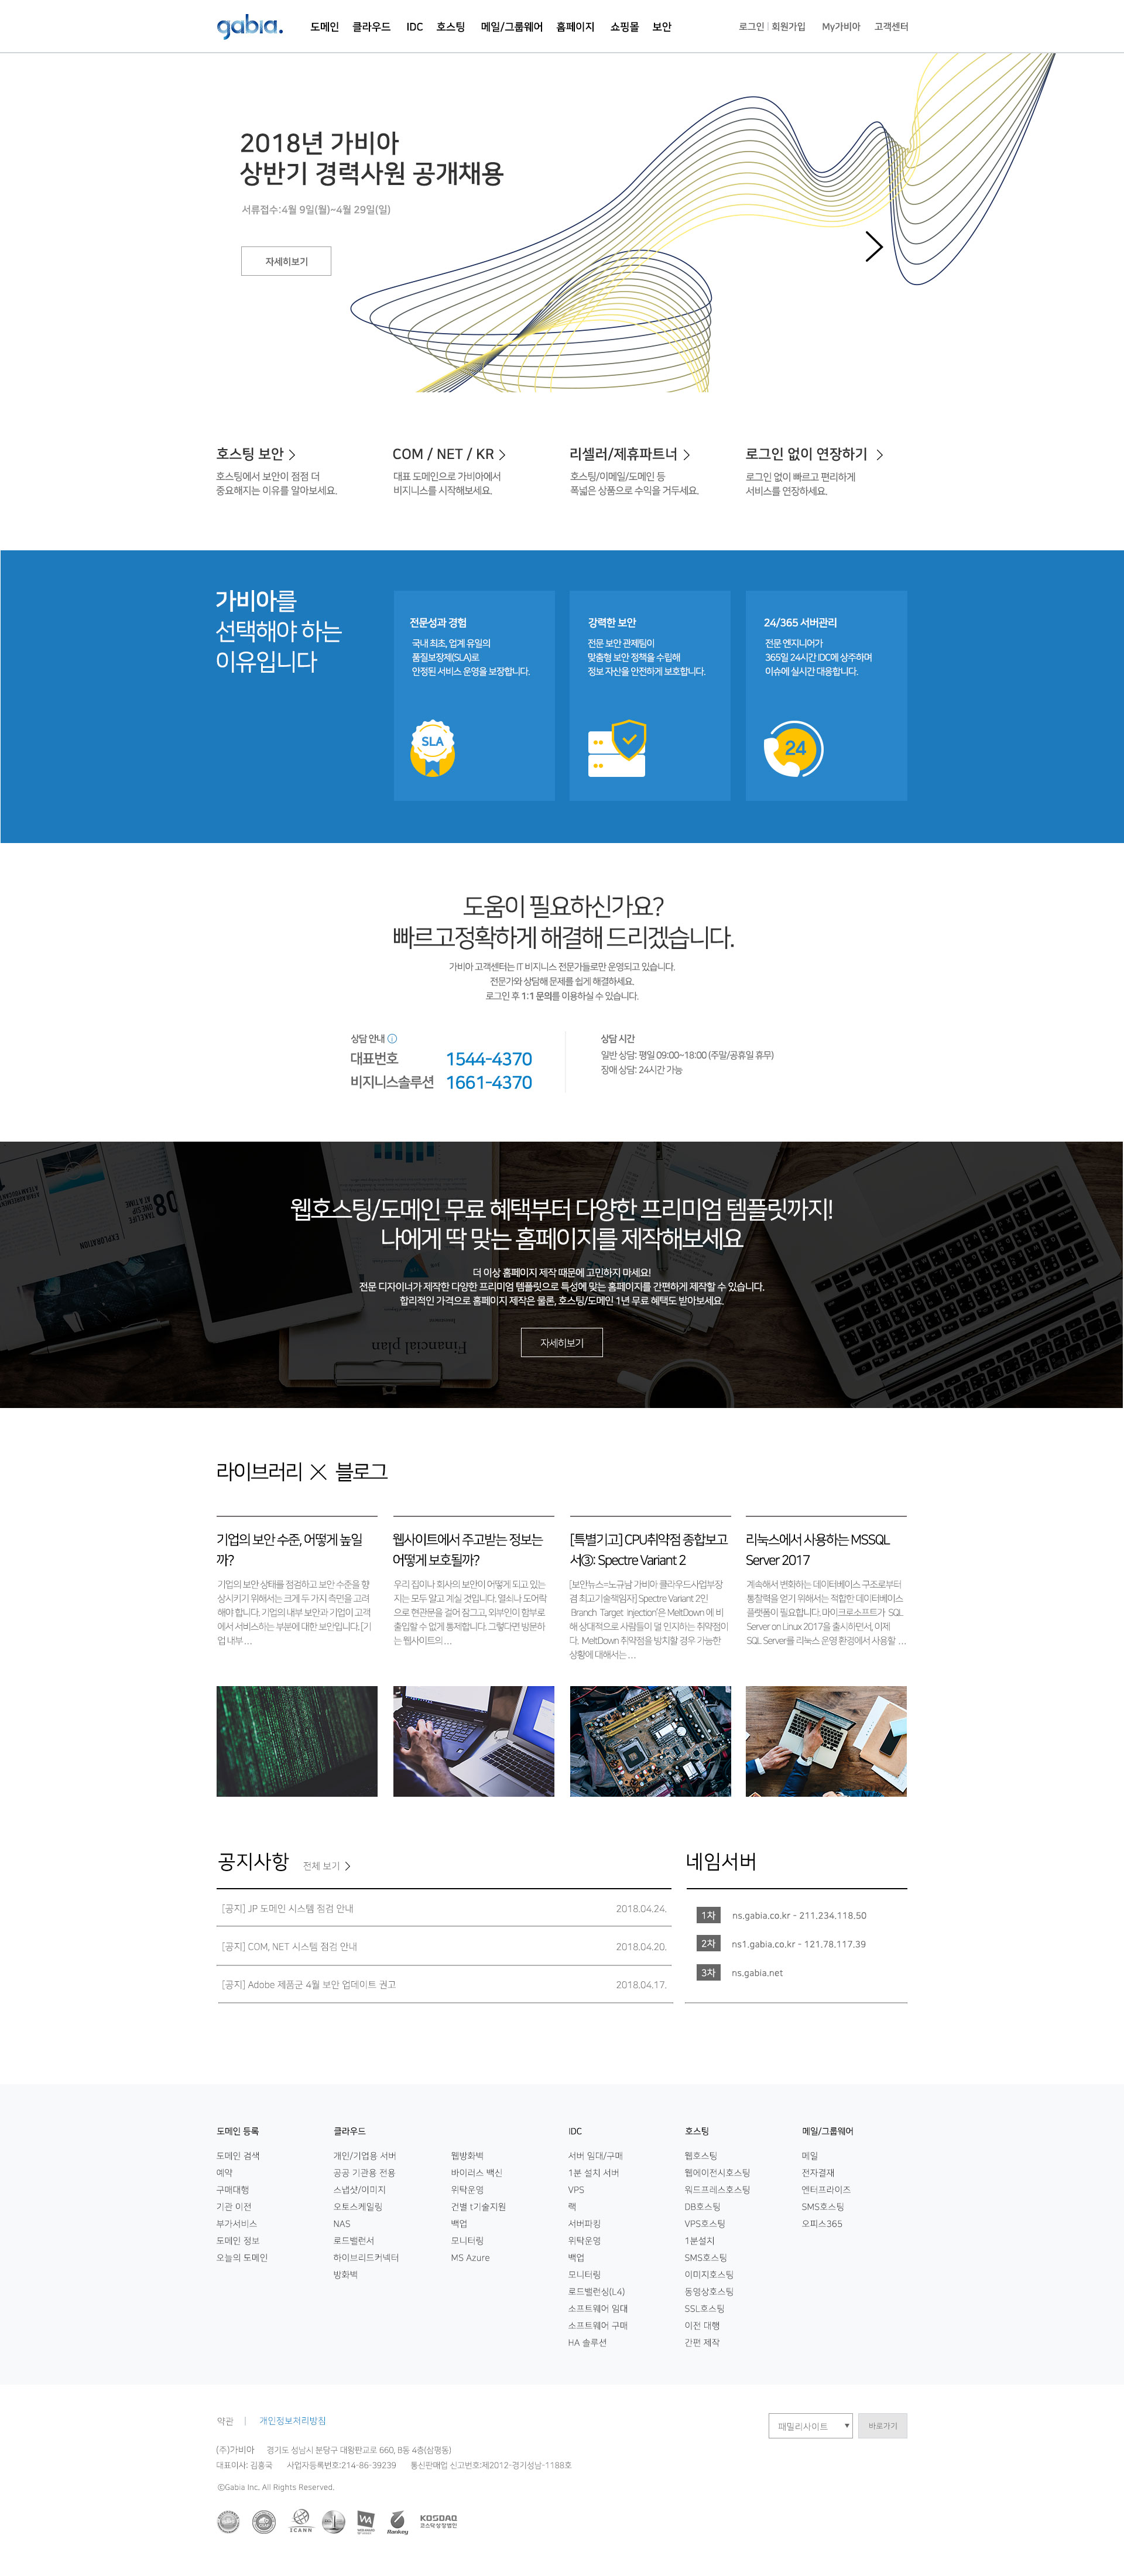 gabia.
도메인 클라우드 IDC 호스팅 메일/그룹웨어 홈페이지 쇼핑몰 보안
로그인 | 회원가입 My가비아 고객센터
2018년 가비아
상반기 경력사원 공개채용
서류접수:4월 9일(월)~4월 29일(일)
자세히보기
호스팅 보안
호스팅에서 보안이 점점 더
중요해지는 이유를 알아보세요.
COM / NET / KR
대표 도메인으로 가비아에서
비지니스를 시작해보세요.
리셀러/제휴파트너
호스팅/이메일/도메인 등
폭넓은 상품으로 수익을 거두세요.
로그인 없이 연장하기
로그인 없이 빠르고 편리하게
서비스를 연장하세요.
가비아를
선택해야 하는
이유입니다
전문성과 경험
국내 최초, 업계 유일의
품질보장제(SLA)로
안정된 서비스 운영을 보장합니다.
SLA
강력한 보안
전문 보안 관제팀이
맞춤형 보안 정책을 수립해
정보 자산을 안전하게 보호합니다.
24/365 서버관리
전문 엔지니어가
365일 24시간 IDC에 상주하며
이슈에 실시간 대응합니다.
24
도움이 필요하신가요?
빠르고정확하게 해결해 드리겠습니다.
가비아 고객센터는 IT 비지니스 전문가들로만 운영되고 있습니다.
전문가와 상담해 문제를 쉽게 해결하세요.
로그인 후 1:1 문의를 이용하실 수 있습니다.
상담 안내
대표번호 1544-4370
비지니스솔루션 1661-4370
상담 시간
일반 상담: 평일 09:00~18:00 (주말/공휴일 휴무)
장애 상담: 24시간 가능
웹호스팅/도메인 무료 혜택부터 다양한 프리미엄 템플릿까지!
나에게 딱 맞는 홈페이지를 제작해보세요
더 이상 홈페이지 제작 때문에 고민하지 마세요!
전문 디자이너가 제작한 다양한 프리미엄 템플릿으로 특성에 맞는 홈페이지를 간편하게 제작할 수 있습니다.
합리적인 가격으로 홈페이지 제작은 물론, 호스팅/도메인 1년 무료 혜택도 받아보세요.
자세히보기
라이브러리 X 블로그
기업의 보안 수준, 어떻게 높일
까?
기업의 보안 상태를 점검하고 보안 수준을 향
상시키기 위해서는 크게 두 가지 측면을 고려
해야 합니다. 기업의 내부 보안과 기업이 고객
에서 서비스하는 부분에 대한 보안입니다. [기
업 내부 …
웹사이트에서 주고받는 정보는
어떻게 보호될까?
우리 집이나 회사의 보안이 어떻게 되고 있는
지는 모두 알고 계실 것입니다. 열쇠나 도어락
으로 현관문을 걸어 잠그고, 외부인이 함부로
출입할 수 없게 통제합니다. 그렇다면 방문하
는 웹사이트의 …
[특별기고] CPU취약점 종합보고
서③: Spectre Variant 2
[보안뉴스=노규남 가비아 클라우드사업부장
겸 최고기술책임자] Spectre Variant 2인
Branch Target Injection'은 MeltDown 에 비
해 상대적으로 사람들이 덜 인지하는 취약점이
다. MeltDown 취약점을 방치할 경우 가능한
상황에 대해서는 …
리눅스에서 사용하는 MSSQL
Server 2017
계속해서 변화하는 데이터베이스 구조로부터
통찰력을 얻기 위해서는 적합한 데이터베이스
플랫폼이 필요합니다. 마이크로소프트가 SQL
Server on Linux 2017을 출시하면서, 이제
SQL Server를 리눅스 운영 환경에서 사용할 …
공지사항 전체 보기
[공지] JP 도메인 시스템 점검 안내 2018.04.24.
[공지] COM, NET 시스템 점검 안내 2018.04.20.
[공지] Adobe 제품군 4월 보안 업데이트 권고 2018.04.17.
네임서버
1차 ns.gabia.co.kr - 211.234.118.50
2차 ns1.gabia.co.kr - 121.78.117.39
3차 ns.gabia.net
도메인 등록
도메인 검색
예약
구매대행
기관 이전
부가서비스
도메인 정보
오늘의 도메인
클라우드
개인/기업용 서버
공공 기관용 전용
스냅샷/이미지
오토스케일링
NAS
로드밸런서
하이브리드커넥터
방화벽
웹방화벽
바이러스 백신
위탁운영
건별 t기술지원
백업
모니터링
MS Azure
IDC
서버 임대/구매
1분 설치 서버
VPS
랙
서버파킹
위탁운영
백업
모니터링
로드밸런싱(L4)
소프트웨어 임대
소프트웨어 구매
HA 솔루션
호스팅
웹호스팅
웹에이전시호스팅
워드프레스호스팅
DB호스팅
VPS호스팅
1분설치
SMS호스팅
이미지호스팅
동영상호스팅
SSL호스팅
이전 대행
간편 제작
메일/그룹웨어
메일
전자결재
엔터프라이즈
SMS호스팅
오피스365
약관 | 개인정보처리방침
패밀리사이트 바로가기
(주)가비아 경기도 성남시 분당구 대왕판교로 660, B동 4층(삼평동)
대표이사: 김홍국 사업자등록번호:214-86-39239 통신판매업 신고번호:제2012-경기성남-1188호
©Gabia Inc. All Rights Reserved.
ICANN
WA
Rankey
KOSDAQ
코스닥상장법인